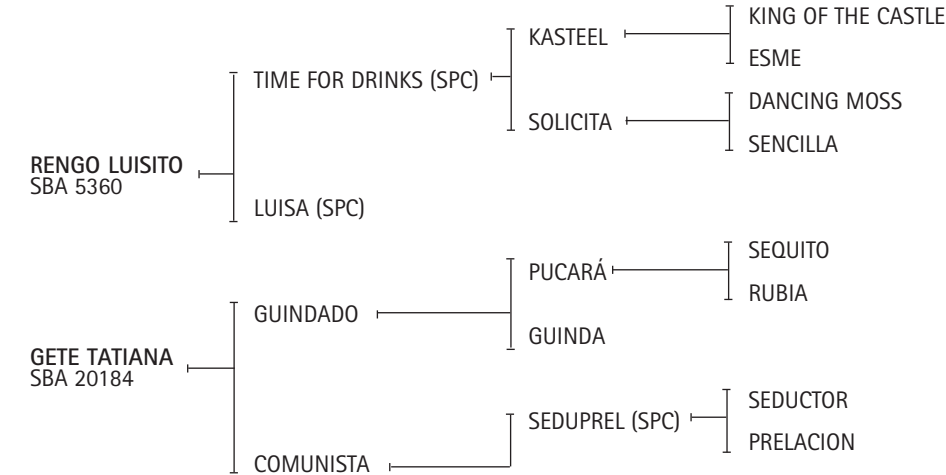 KING OF THE CASTLE
KASTEEL
ESME
TIME FOR DRINKS (SPC)
DANCING MOSS
SOLICITA
SENCILLA
RENGO LUISITO
SBA 5360
LUISA (SPC)
SEQUITO
PUCARÁ
RUBIA
GUINDADO
GUINDA
GETE TATIANA
SBA 20184
SEDUCTOR
SEDUPREL (SPC)
PRELACION
COMUNISTA